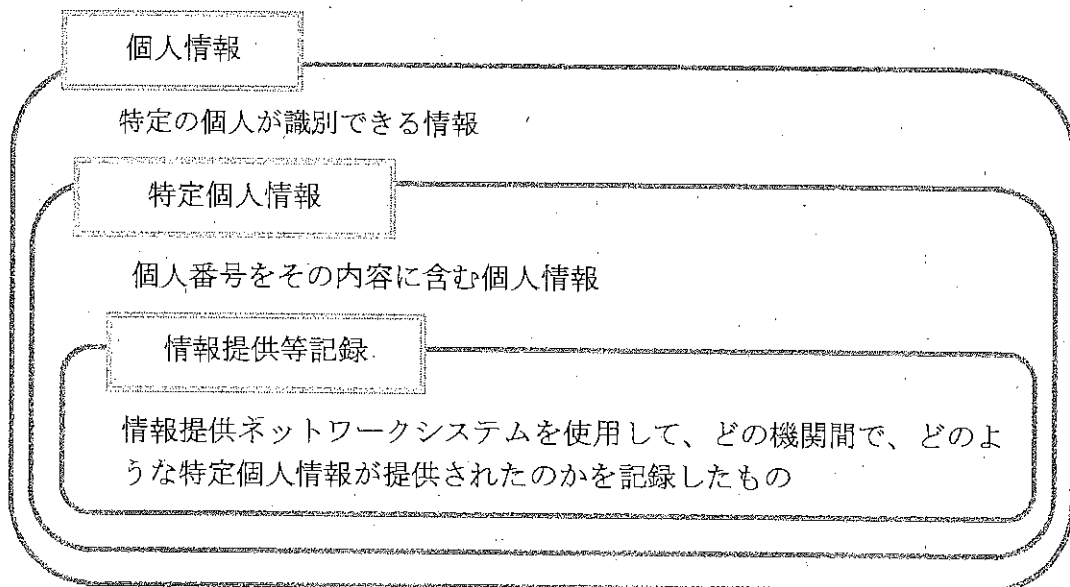 個人情報
特定の個人が識別できる情報
特定個人情報
個人番号をその内容に含む個人情報
情報提供等記録
情報提供ネットワークシステムを使用して、どの機関間で、どのよ
うな特定個人情報が提供されたのかを記録したもの